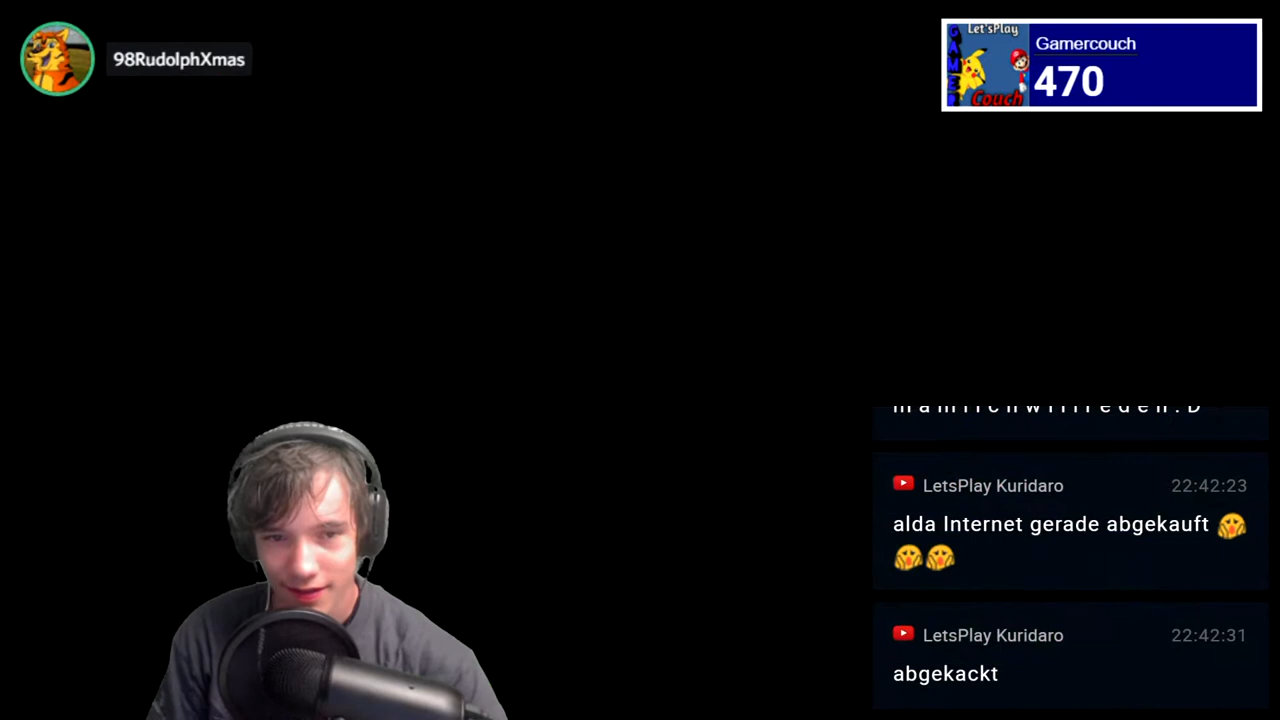 98RudolphXmas
Let'sPlay
GAMER
Couch
Gamercouch
470
LetsPlay Kuridaro 22:42:23
alda Internet gerade abgekauft
LetsPlay Kuridaro 22:42:31
abgekackt